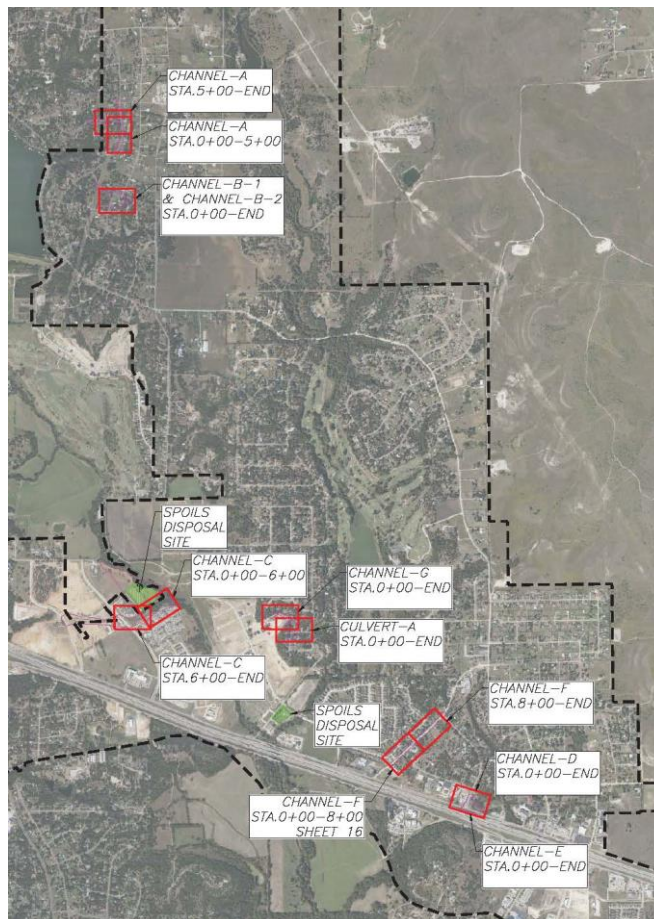 CHANNEL-A
STA.5+00-END
CHANNEL-A
STA.0+00-5+00
CHANNEL-B-1
& CHANNEL-B-2
STA.0+00-END
SPOILS
DISPOSAL
SITE
CHANNEL-C
STA.0+00-6+00
CHANNEL-G
STA.0+00-END
CULVERT-A
STA.0+00-END
CHANNEL-C
STA.6+00-END
SPOILS
DISPOSAL
SITE
CHANNEL-F
STA.8+00-END
CHANNEL-D
STA.0+00-END
CHANNEL-F
STA.0+00-8+00
SHEET 16
CHANNEL-E
STA.0+00-END